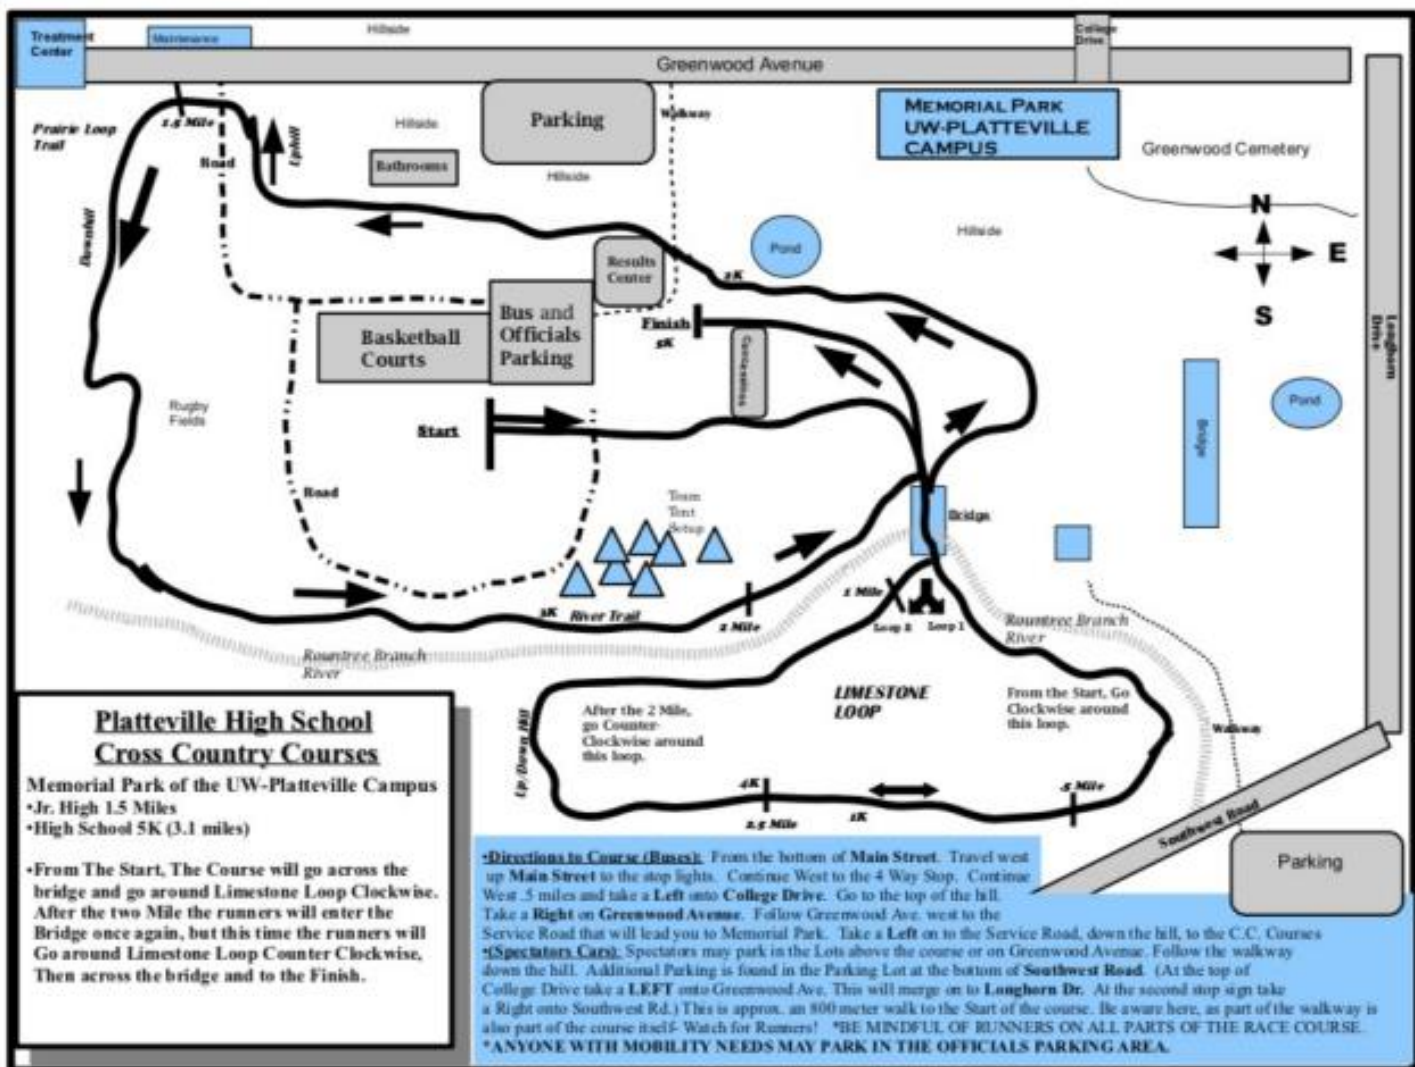 Treatment
Center
Maintenance
Hillside
College
Drive
Greenwood Avenue
Parking
Walkway
MEMORIAL PARK
UW-PLATTEVILLE
CAMPUS
Greenwood Cemetery
Prairie Loop
Trail
1.5 Mile
Road
Uphill
Hillside
Bathrooms
Hillside
Hillside
N
E
S
Downhill
Results
Center
2K
Pond
Longhorn
Drive
Basketball
Courts
Bus and
Officials
Parking
Finish
5K
Concessions
Rugby
Fields
Start
Pond
Bridge
Road
Team
Tent
Setup
Bridge
River Trail
2 Mile
1 Mile
Loop 2
Loop 1
Rountree Branch
River
Rountree Branch
River
Up/Down Hill
After the 2 Mile,
go Counter-
Clockwise around
this loop.
LIMESTONE
LOOP
From the Start, Go
Clockwise around
this loop.
Walkway
4K
2.5 Mile
1K
.5 Mile
Southwest Road
Parking
Platteville High School
Cross Country Courses
Memorial Park of the UW-Platteville Campus
•Jr. High 1.5 Miles
•High School 5K (3.1 miles)
•From The Start, The Course will go across the
bridge and go around Limestone Loop Clockwise.
After the two Mile the runners will enter the
Bridge once again, but this time the runners will
Go around Limestone Loop Counter Clockwise,
Then across the bridge and to the Finish.
•Directions to Course (Buses): From the bottom of Main Street. Travel west
up Main Street to the stop lights. Continue West to the 4 Way Stop. Continue
West .5 miles and take a Left onto College Drive. Go to the top of the hill.
Take a Right on Greenwood Avenue. Follow Greenwood Ave. west to the
Service Road that will lead you to Memorial Park. Take a Left on to the Service Road, down the hill, to the C.C. Courses
•(Spectators Cars): Spectators may park in the Lots above the course or on Greenwood Avenue. Follow the walkway
down the hill. Additional Parking is found in the Parking Lot at the bottom of Southwest Road. (At the top of
College Drive take a LEFT onto Greenwood Ave. This will merge on to Longhorn Dr. At the second stop sign take
a Right onto Southwest Rd.) This is approx. an 800 meter walk to the Start of the course. Be aware here, as part of the walkway is
also part of the course itself- Watch for Runners! *BE MINDFUL OF RUNNERS ON ALL PARTS OF THE RACE COURSE.
*ANYONE WITH MOBILITY NEEDS MAY PARK IN THE OFFICIALS PARKING AREA.